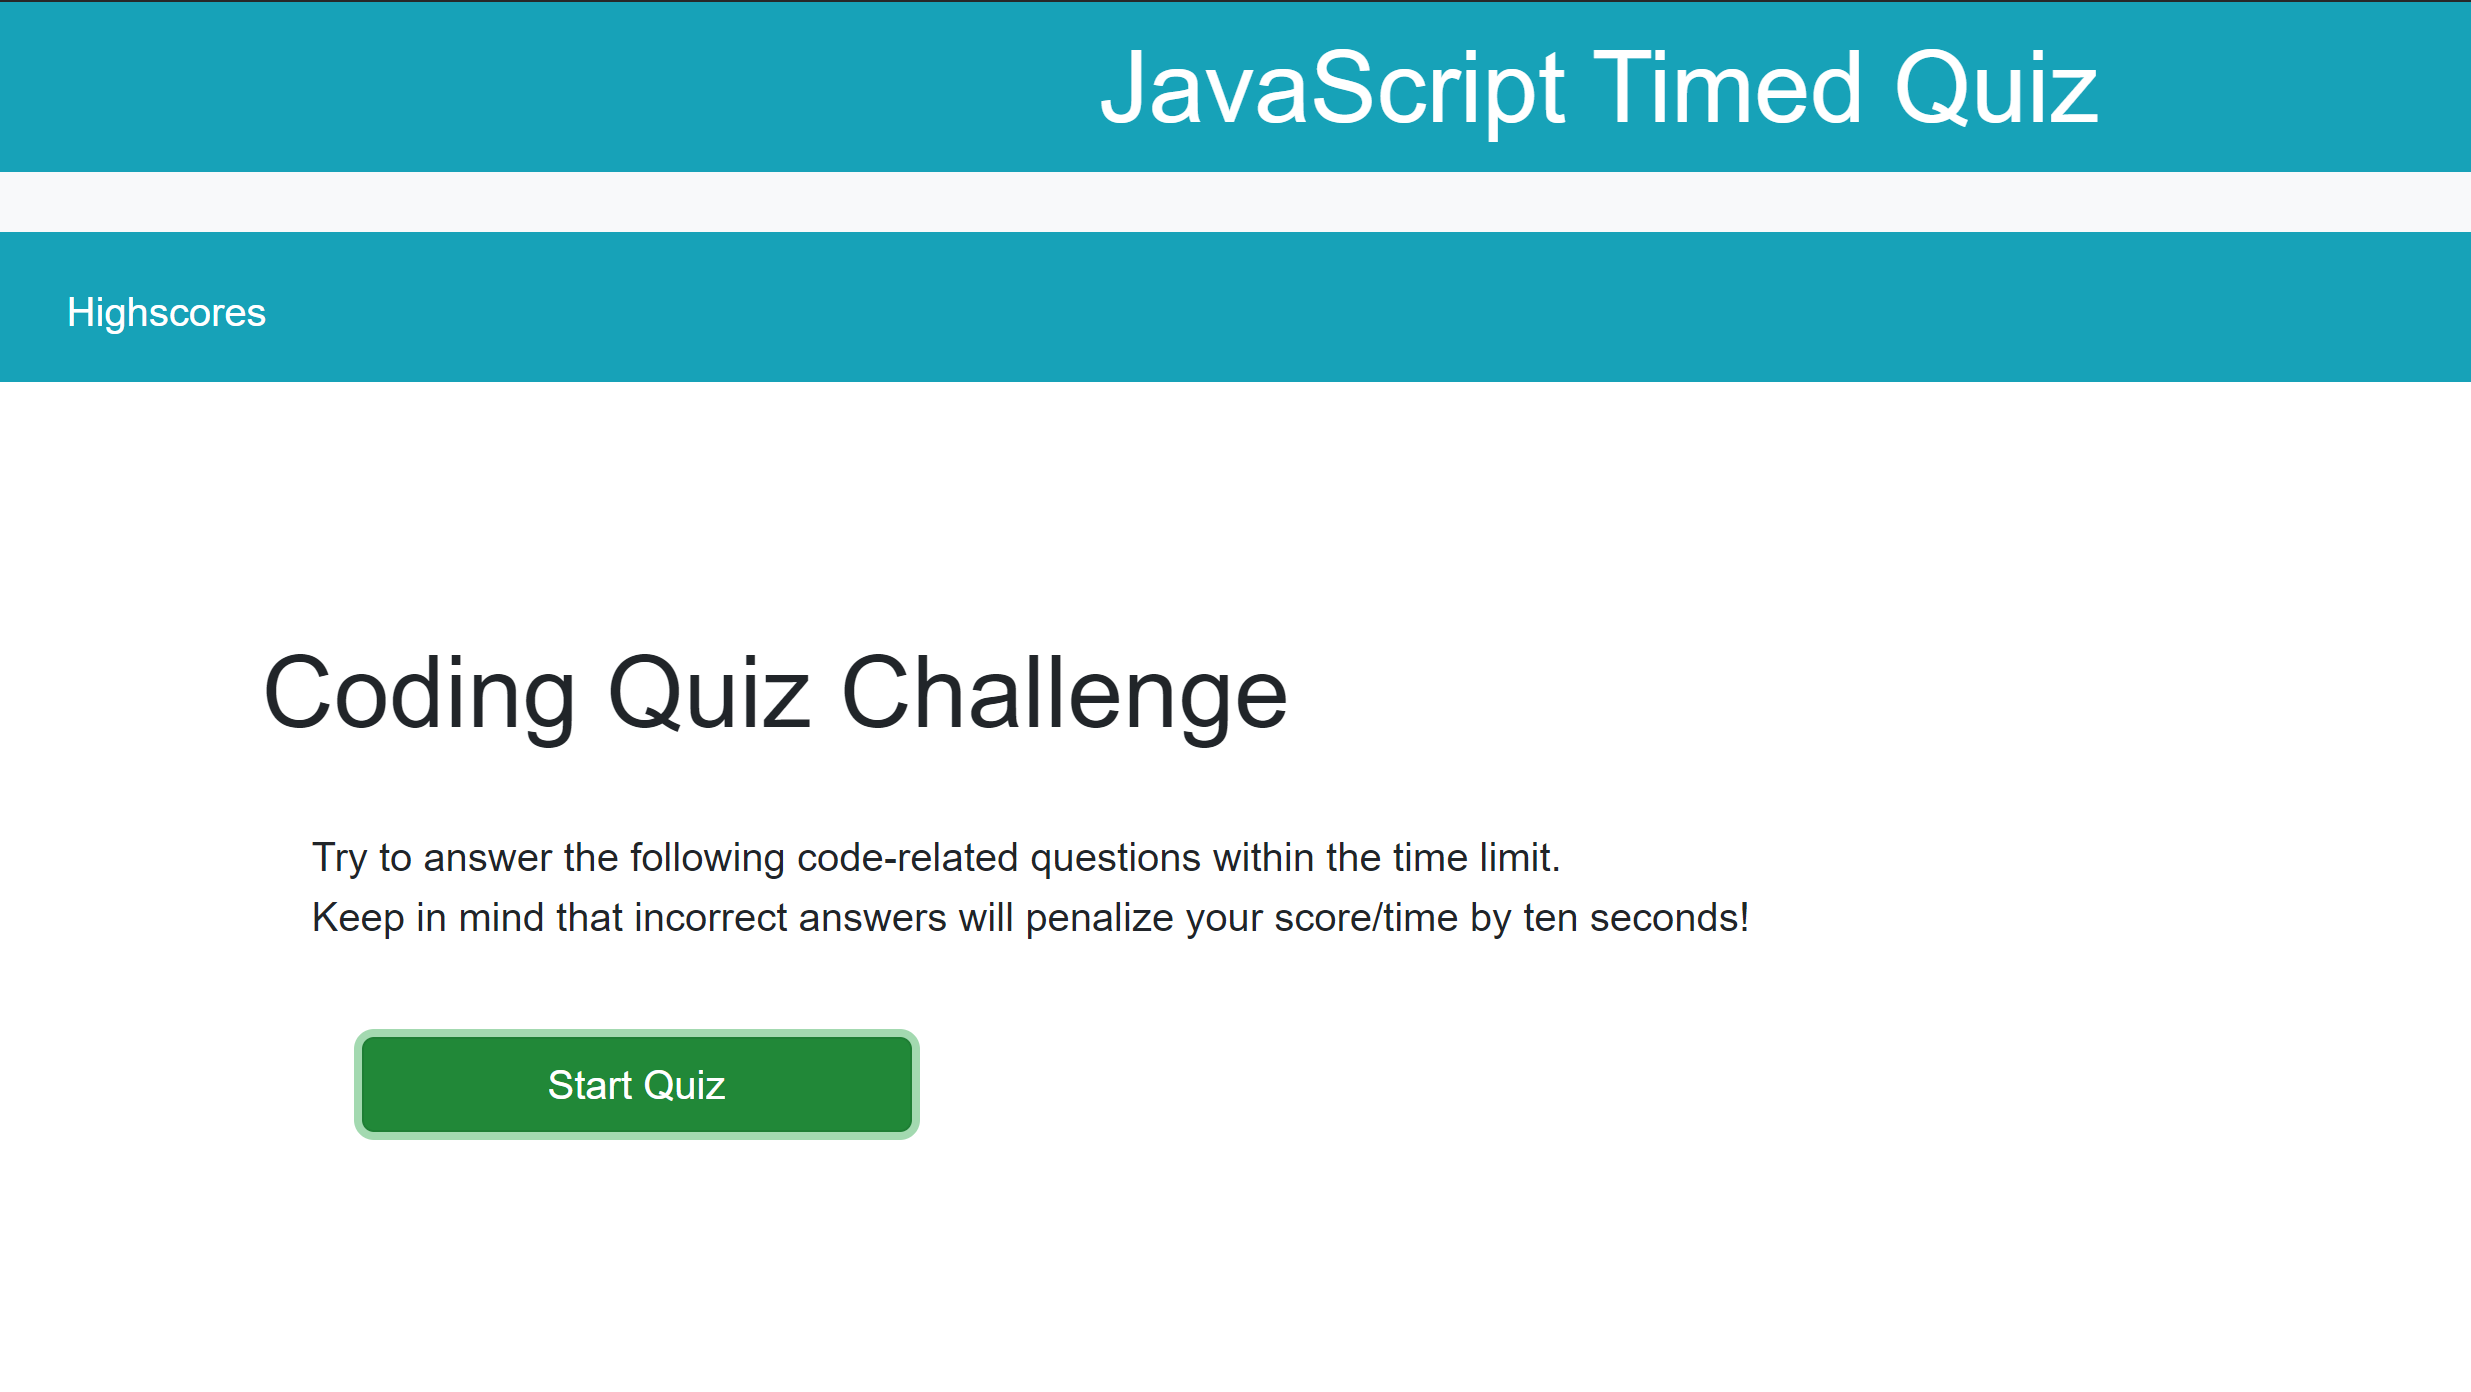 JavaScript Timed Quiz
Highscores
Coding Quiz Challenge
Try to answer the following code-related questions within the time limit.
Keep in mind that incorrect answers will penalize your score/time by ten seconds!
Start Quiz